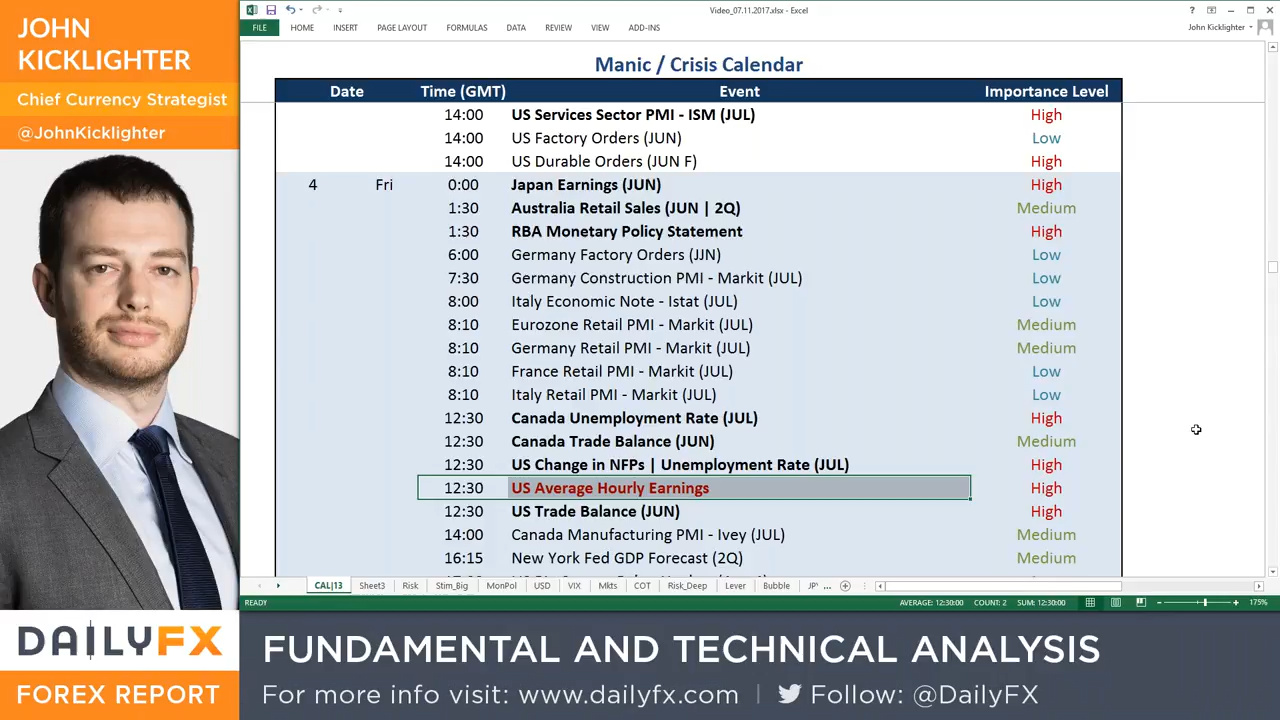 JOHN
KICKLIGHTER
Chief Currency Strategist
@JohnKicklighter
DAILYFX
FOREX REPORT
Video_07.11.2017.xlsx - Excel
FILE HOME INSERT PAGE LAYOUT FORMULAS DATA REVIEW VIEW ADD-INS John Kicklighter
Manic / Crisis Calendar
Date Time (GMT) Event Importance Level
14:00 US Services Sector PMI - ISM (JUL) High
14:00 US Factory Orders (JUN) Low
14:00 US Durable Orders (JUN F) High
4 Fri 0:00 Japan Earnings (JUN) High
1:30 Australia Retail Sales (JUN | 2Q) Medium
1:30 RBA Monetary Policy Statement High
6:00 Germany Factory Orders (JJN) Low
7:30 Germany Construction PMI - Markit (JUL) Low
8:00 Italy Economic Note - Istat (JUL) Low
8:10 Eurozone Retail PMI - Markit (JUL) Medium
8:10 Germany Retail PMI - Markit (JUL) Medium
8:10 France Retail PMI - Markit (JUL) Low
8:10 Italy Retail PMI - Markit (JUL) Low
12:30 Canada Unemployment Rate (JUL) High
12:30 Canada Trade Balance (JUN) Medium
12:30 US Change in NFPs | Unemployment Rate (JUL) High
12:30 US Average Hourly Earnings High
12:30 US Trade Balance (JUN) High
14:00 Canada Manufacturing PMI - Ivey (JUL) Medium
16:15 New York Fed GDP Forecast (2Q) Medium
... CAL|13 Sheet3 Risk Stim_Big MonPol USD VIX Mkts COT Risk_Deep Lever Bubble JP ...
READY AVERAGE: 12:30:00 COUNT: 2 SUM: 12:30:00 175%
FUNDAMENTAL AND TECHNICAL ANALYSIS
For more info visit: www.dailyfx.com | Follow: @DailyFX